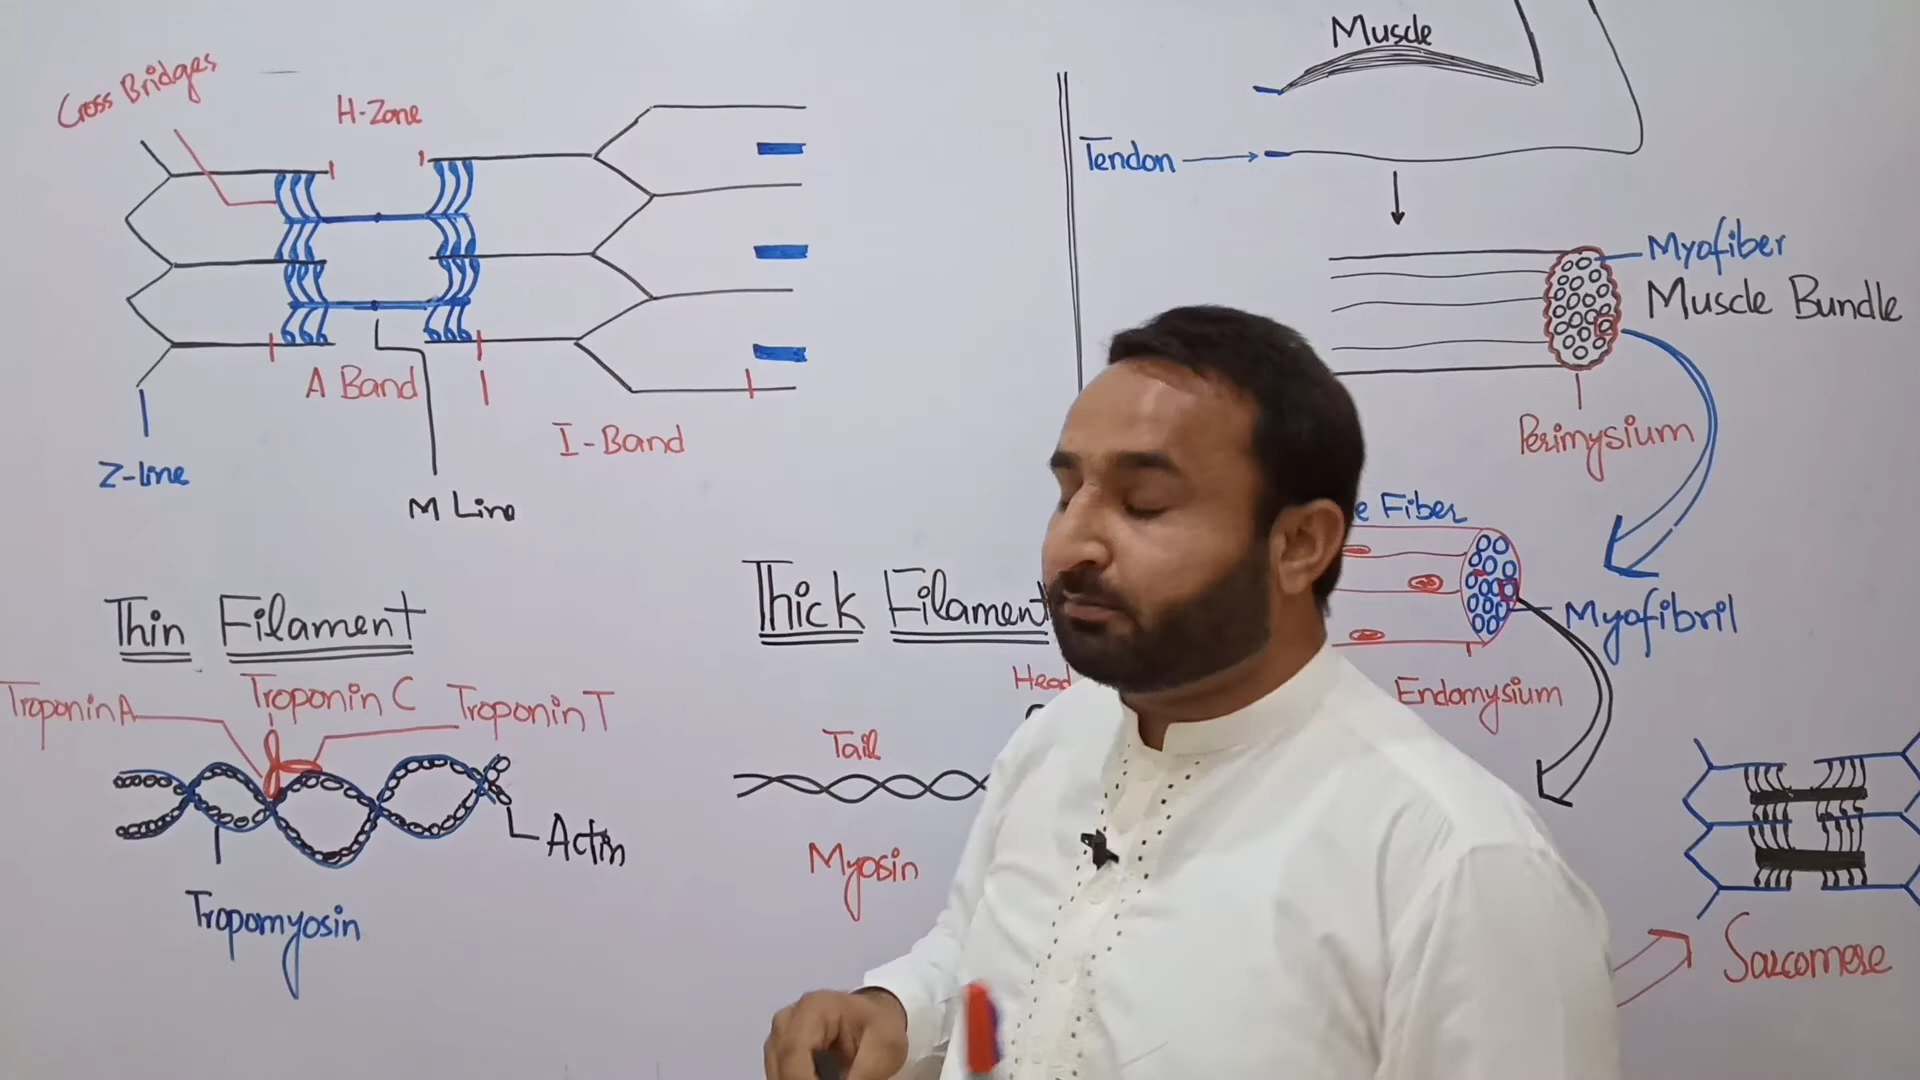 Cross Bridges
H-Zone
A Band
I-Band
Z-line
M Line
Thin Filament
Troponin A
Troponin C
Troponin T
Actin
Tropomyosin
Thick Filament
Head
Tail
Myosin
Muscle
Tendon
Myofiber
Muscle Bundle
Perimysium
e Fiber
Myofibril
Endomysium
Sarcomere